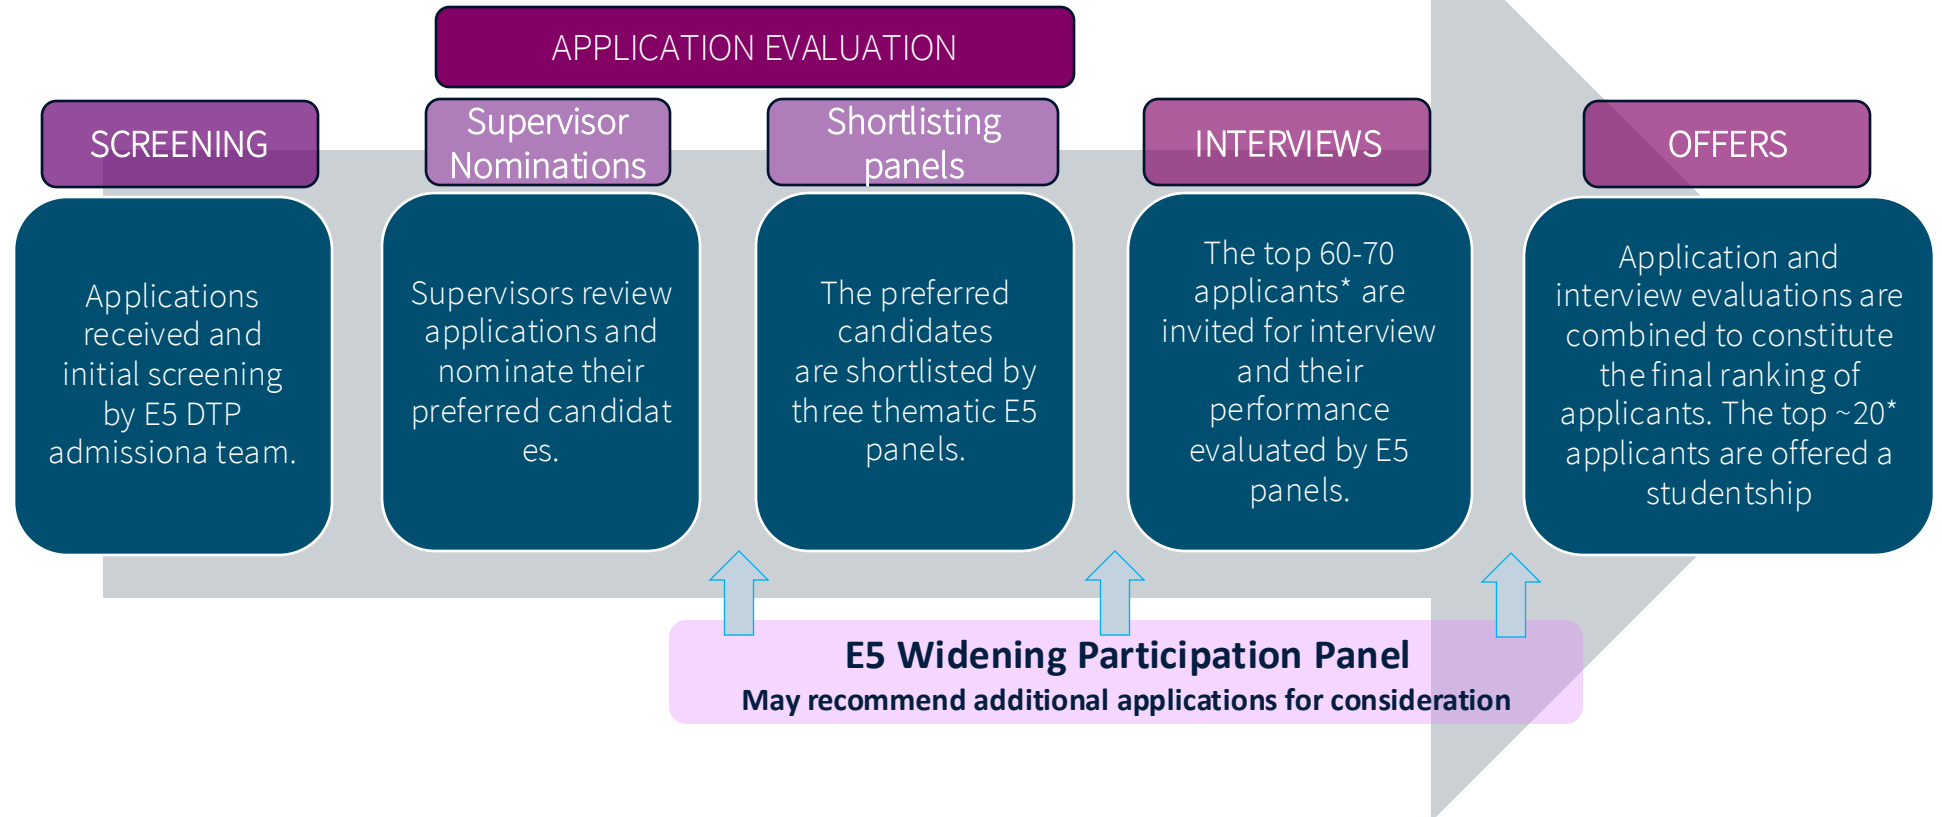 APPLICATION EVALUATION
SCREENING
Supervisor
Nominations
Shortlisting
panels
INTERVIEWS
OFFERS
Applications
received and
initial screening
by E5 DTP
admissiona team.
Supervisors review
applications and
nominate their
preferred candidat
es.
The preferred
candidates
are shortlisted by
three thematic E5
panels.
The top 60-70
applicants* are
invited for interview
and their
performance
evaluated by E5
panels.
Application and
interview evaluations are
combined to constitute
the final ranking of
applicants. The top ~20*
applicants are offered a
studentship
E5 Widening Participation Panel
May recommend additional applications for consideration